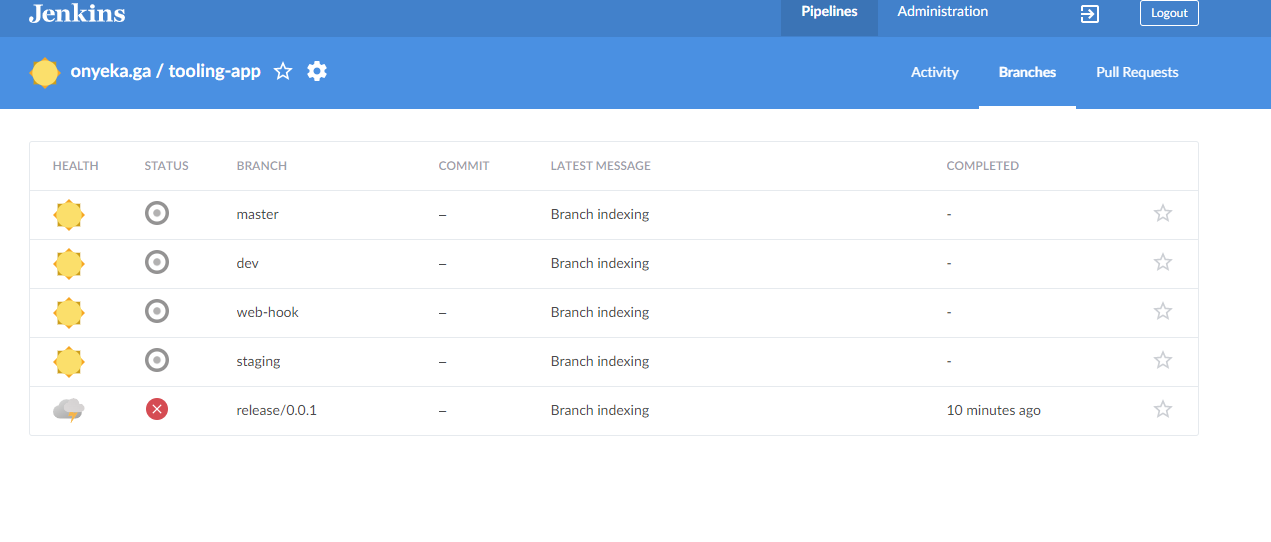 Jenkins Pipelines Administration Logout
onyeka.ga / tooling-app Activity Branches Pull Requests
HEALTH STATUS BRANCH COMMIT LATEST MESSAGE COMPLETED
master – Branch indexing -
dev – Branch indexing -
web-hook – Branch indexing -
staging – Branch indexing -
release/0.0.1 – Branch indexing 10 minutes ago